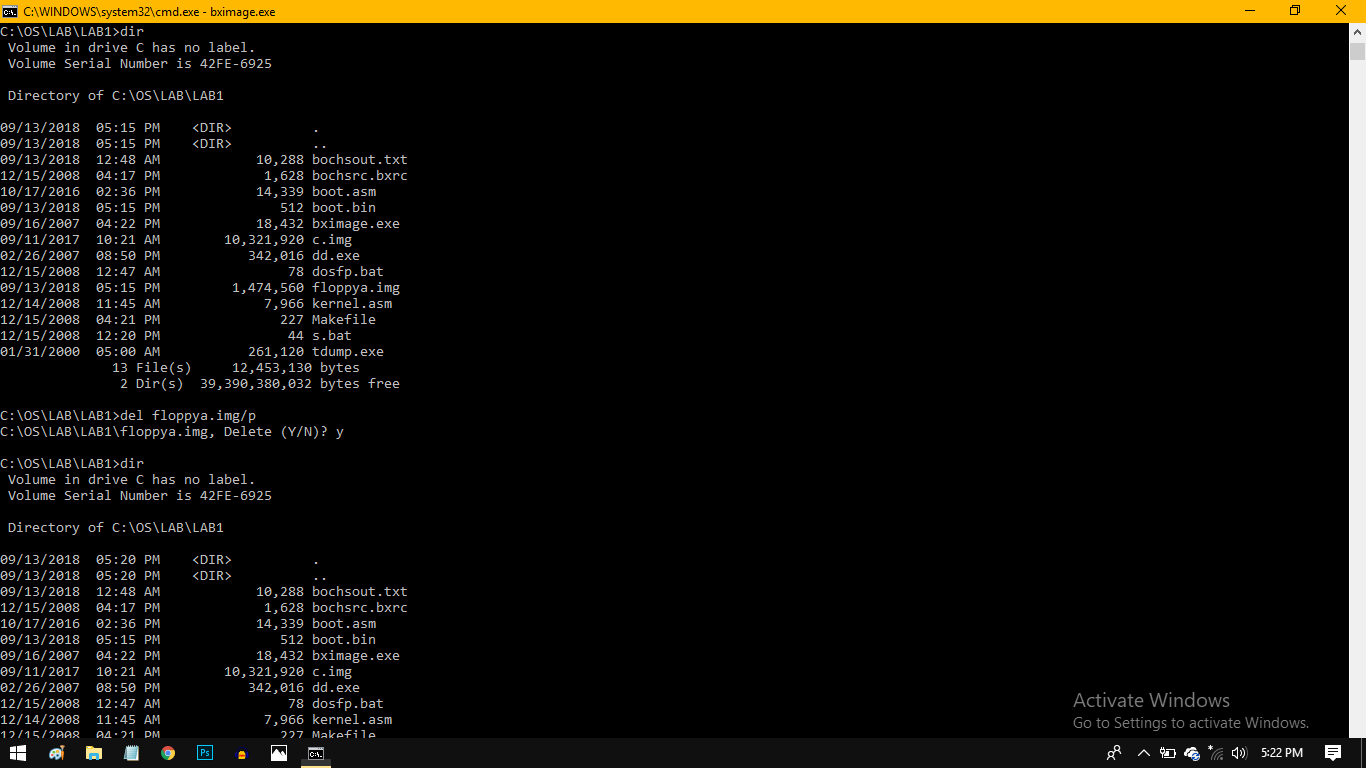 C:\WINDOWS\system32\cmd.exe - bximage.exe
C:\OS\LAB\LAB1>dir
 Volume in drive C has no label.
 Volume Serial Number is 42FE-6925

 Directory of C:\OS\LAB\LAB1

09/13/2018  05:15 PM    <DIR>          .
09/13/2018  05:15 PM    <DIR>          ..
09/13/2018  12:48 AM            10,288 bochsout.txt
12/15/2008  04:17 PM             1,628 bochsrc.bxrc
10/17/2016  02:36 PM            14,339 boot.asm
09/13/2018  05:15 PM               512 boot.bin
09/16/2007  04:22 PM            18,432 bximage.exe
09/11/2017  10:21 AM        10,321,920 c.img
02/26/2007  08:50 PM           342,016 dd.exe
12/15/2008  12:47 AM                78 dosfp.bat
09/13/2018  05:15 PM         1,474,560 floppya.img
12/14/2008  11:45 AM             7,966 kernel.asm
12/15/2008  04:21 PM               227 Makefile
12/15/2008  12:20 PM                44 s.bat
01/31/2000  05:00 AM           261,120 tdump.exe
              13 File(s)     12,453,130 bytes
               2 Dir(s)  39,390,380,032 bytes free

C:\OS\LAB\LAB1>del floppya.img/p
C:\OS\LAB\LAB1\floppya.img, Delete (Y/N)? y

C:\OS\LAB\LAB1>dir
 Volume in drive C has no label.
 Volume Serial Number is 42FE-6925

 Directory of C:\OS\LAB\LAB1

09/13/2018  05:20 PM    <DIR>          .
09/13/2018  05:20 PM    <DIR>          ..
09/13/2018  12:48 AM            10,288 bochsout.txt
12/15/2008  04:17 PM             1,628 bochsrc.bxrc
10/17/2016  02:36 PM            14,339 boot.asm
09/13/2018  05:15 PM               512 boot.bin
09/16/2007  04:22 PM            18,432 bximage.exe
09/11/2017  10:21 AM        10,321,920 c.img
02/26/2007  08:50 PM           342,016 dd.exe
12/15/2008  12:47 AM                78 dosfp.bat
12/14/2008  11:45 AM             7,966 kernel.asm
12/15/2008  04:21 PM               227 Makefile
Activate Windows
Go to Settings to activate Windows.
Ps
5:22 PM